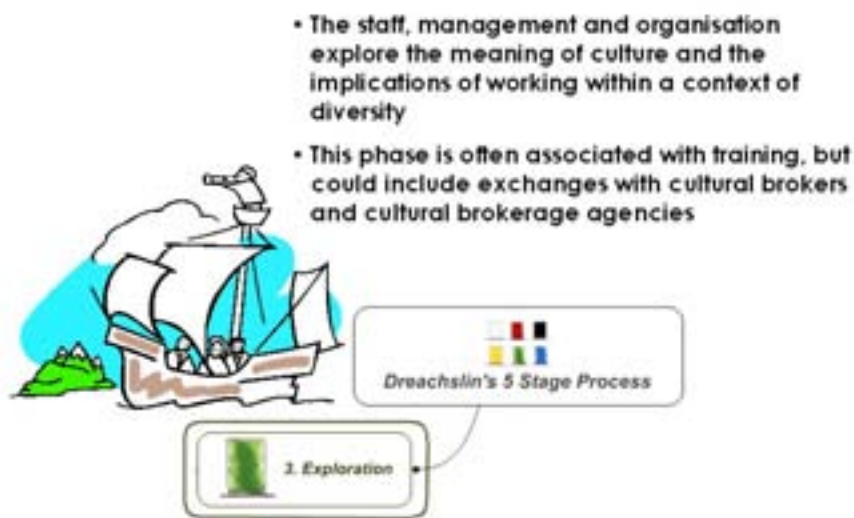 • The staff, management and organisation
explore the meaning of culture and the
implications of working within a context of
diversity
• This phase is often associated with training, but
could include exchanges with cultural brokers
and cultural brokerage agencies
Dreachslin's 5 Stage Process
3. Exploration